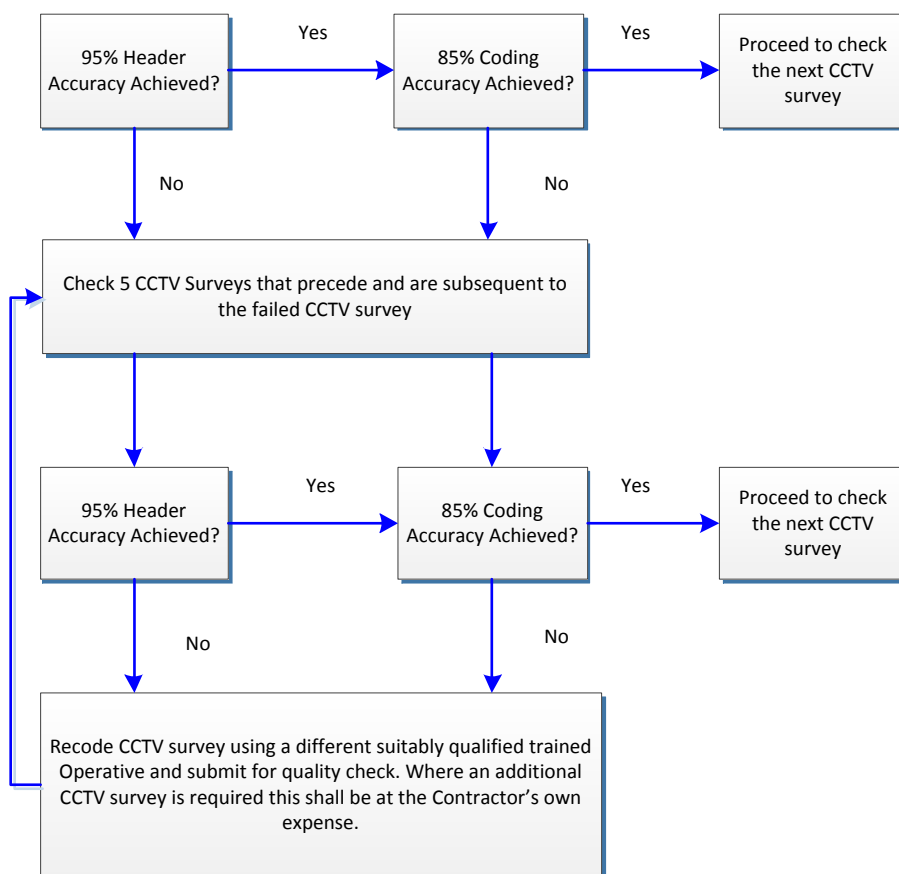 Yes
Yes
95% Header
Accuracy Achieved?
85% Coding
Accuracy Achieved?
Proceed to check
the next CCTV
survey
No
No
Check 5 CCTV Surveys that precede and are subsequent to
the failed CCTV survey
Yes
Yes
95% Header
Accuracy Achieved?
85% Coding
Accuracy Achieved?
Proceed to check
the next CCTV
survey
No
No
Recode CCTV survey using a different suitably qualified trained
Operative and submit for quality check. Where an additional
CCTV survey is required this shall be at the Contractor’s own
expense.